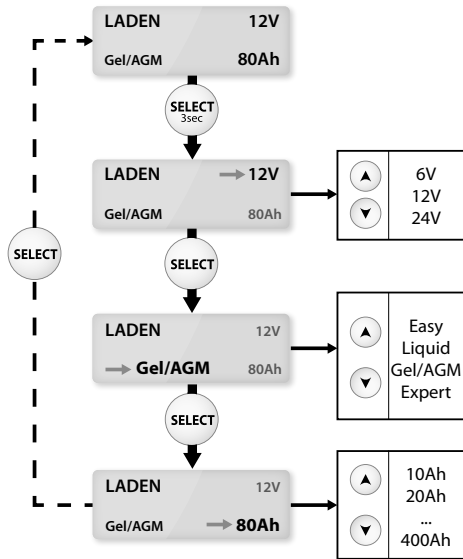 LADEN 12V
Gel/AGM 80Ah
SELECT
3sec
LADEN 12V
Gel/AGM 80Ah
6V
12V
24V
SELECT
SELECT
LADEN 12V
Gel/AGM 80Ah
Easy
Liquid
Gel/AGM
Expert
SELECT
LADEN 12V
Gel/AGM 80Ah
10Ah
20Ah
...
400Ah